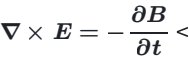 ∇ × E = − ∂B/∂t <